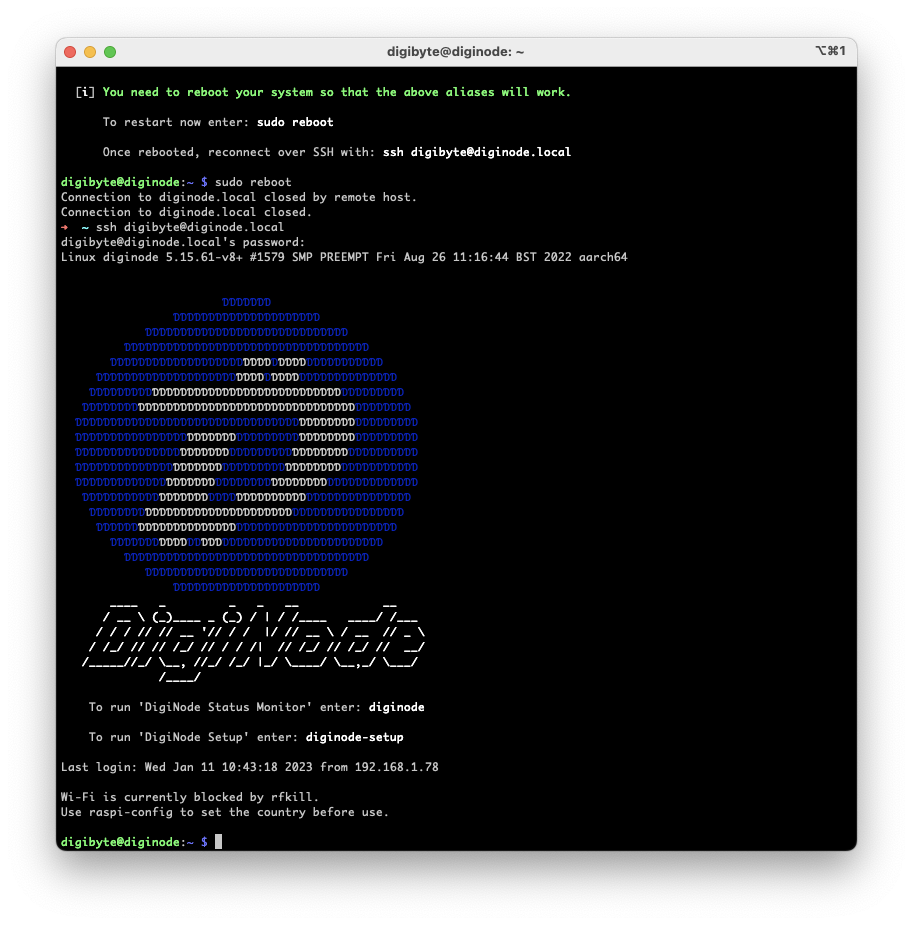 digibyte@diginode: ~
⌥⌘1
[i] You need to reboot your system so that the above aliases will work.
To restart now enter: sudo reboot
Once rebooted, reconnect over SSH with: ssh digibyte@diginode.local
digibyte@diginode:~ $ sudo reboot
Connection to diginode.local closed by remote host.
Connection to diginode.local closed.
➜  ~ ssh digibyte@diginode.local
digibyte@diginode.local's password:
Linux diginode 5.15.61-v8+ #1579 SMP PREEMPT Fri Aug 26 11:16:44 BST 2022 aarch64
DigiNode
To run 'DigiNode Status Monitor' enter: diginode
To run 'DigiNode Setup' enter: diginode-setup
Last login: Wed Jan 11 10:43:18 2023 from 192.168.1.78
Wi-Fi is currently blocked by rfkill.
Use raspi-config to set the country before use.
digibyte@diginode:~ $